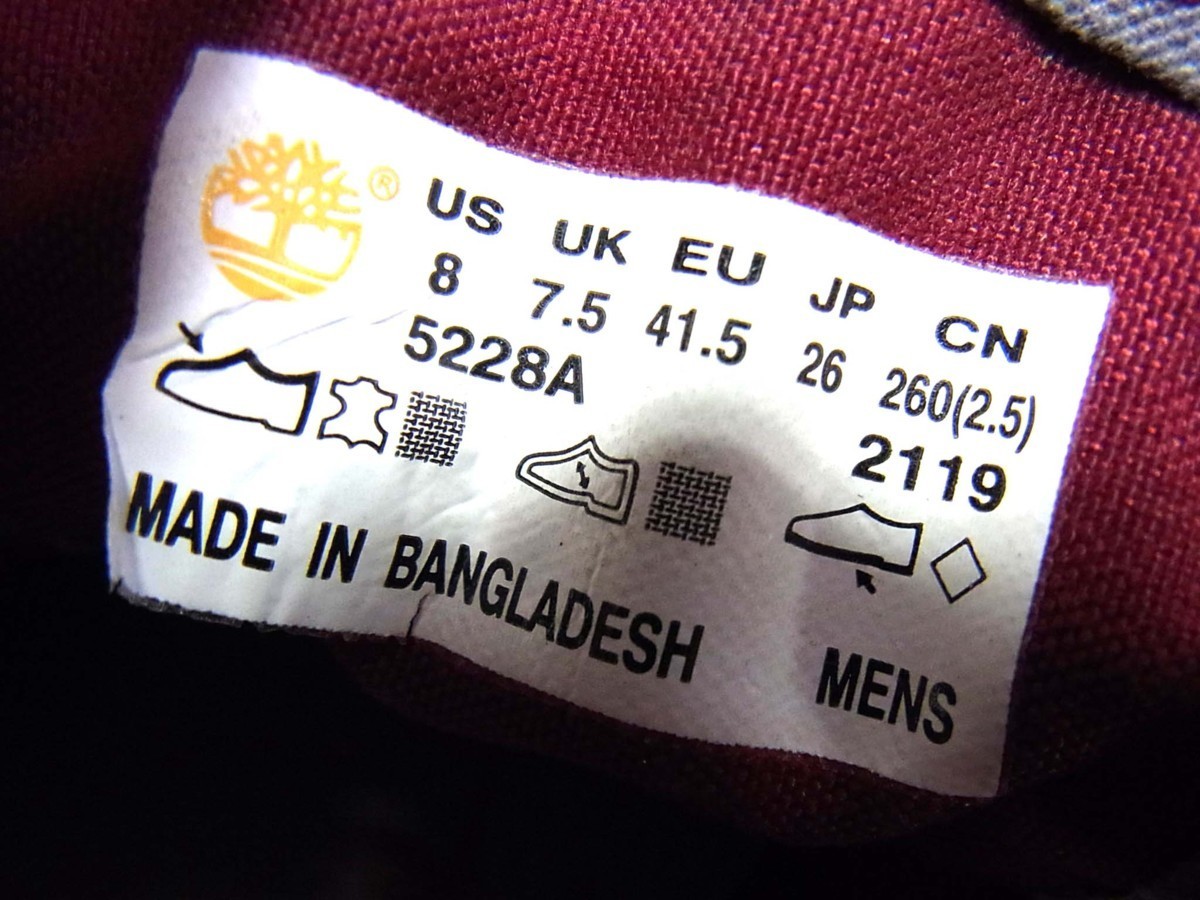 ® US UK EU JP CN
8 7.5 41.5 26 260(2.5)
5228A 2119
MADE IN BANGLADESH MENS